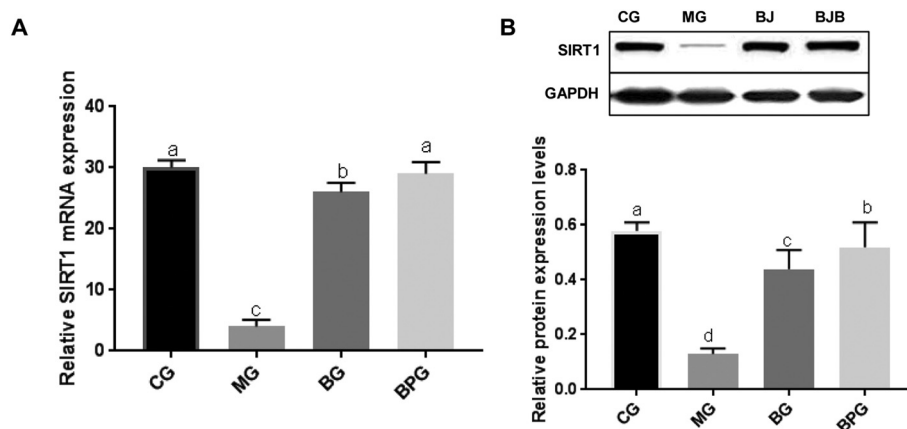 A
Relative SIRT1 mRNA expression
40
30
20
10
0
a
c
b
a
CG
MG
BG
BPG
B
CG MG BJ BJB
SIRT1
GAPDH
Relative protein expression levels
0.8
0.6
0.4
0.2
0.0
a
d
c
b
CG
MG
BG
BPG